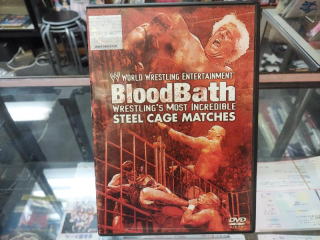 WORLD WRESTLING ENTERTAINMENT
BloodBath
WRESTLING'S MOST INCREDIBLE
STEEL CAGE MATCHES
DVD